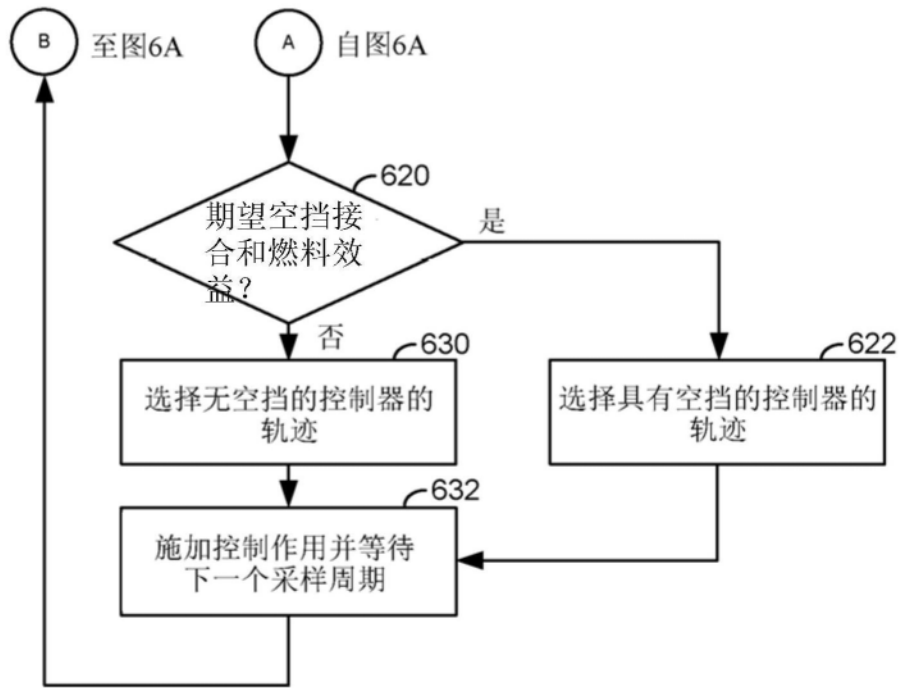 B
至图6A
A
自图6A
620
期望空挡接
合和燃料效
益?
是
否
630
选择无空挡的控制器的
轨迹
622
选择具有空挡的控制器的
轨迹
632
施加控制作用并等待
下一个采样周期